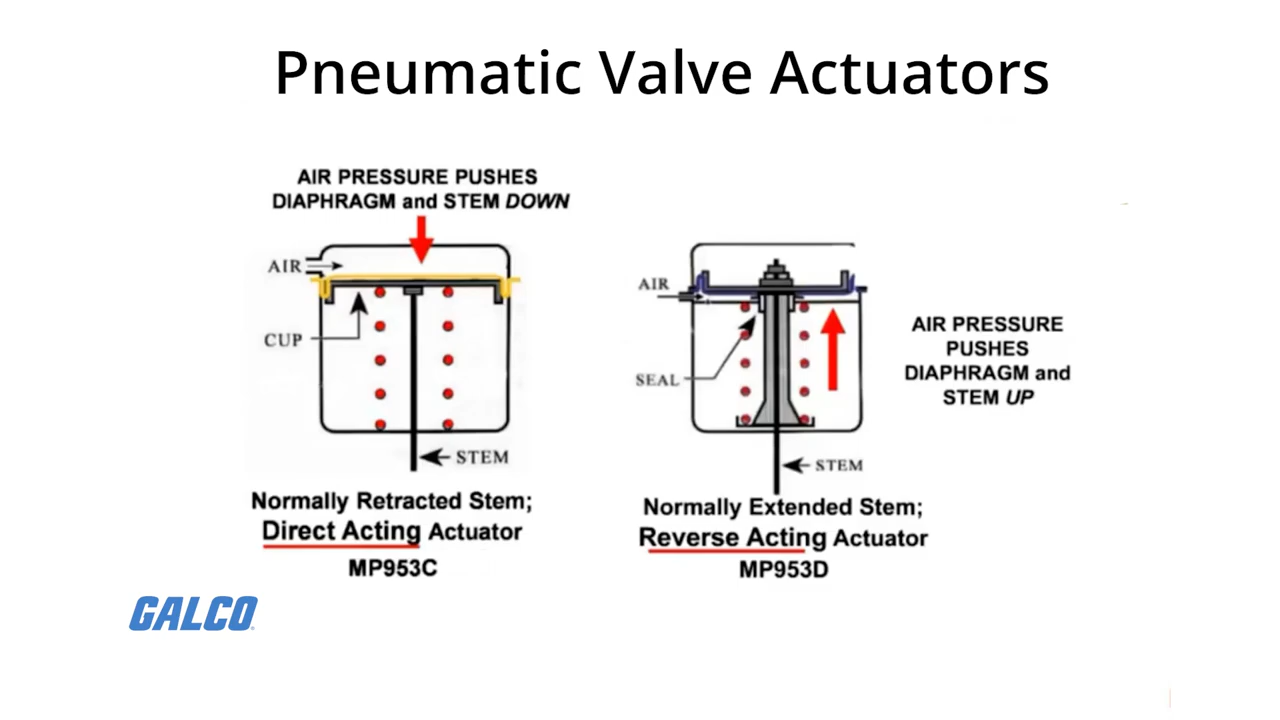 Pneumatic Valve Actuators
AIR PRESSURE PUSHES
DIAPHRAGM and STEM DOWN
AIR
CUP
STEM
Normally Retracted Stem;
Direct Acting Actuator
MP953C
AIR
SEAL
STEM
AIR PRESSURE
PUSHES
DIAPHRAGM and
STEM UP
Normally Extended Stem;
Reverse Acting Actuator
MP953D
GALCO